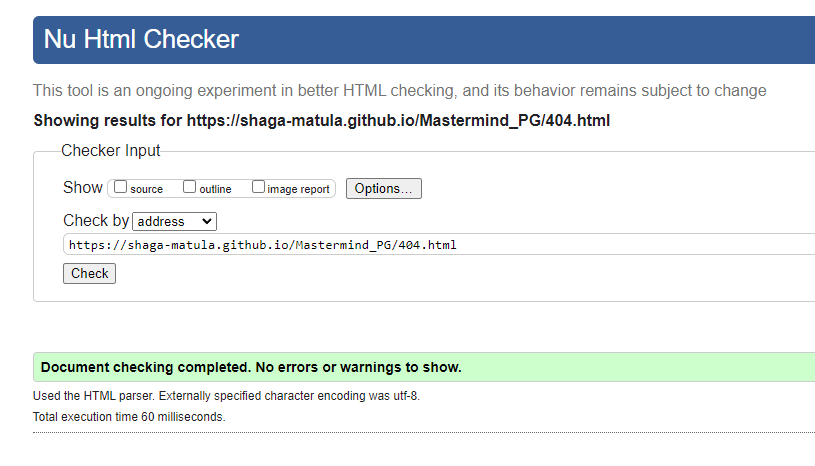 Nu Html Checker
This tool is an ongoing experiment in better HTML checking, and its behavior remains subject to change
Showing results for https://shaga-matula.github.io/Mastermind_PG/404.html
Checker Input
Show source outline image report Options...
Check by address
https://shaga-matula.github.io/Mastermind_PG/404.html
Check
Document checking completed. No errors or warnings to show.
Used the HTML parser. Externally specified character encoding was utf-8.
Total execution time 60 milliseconds.